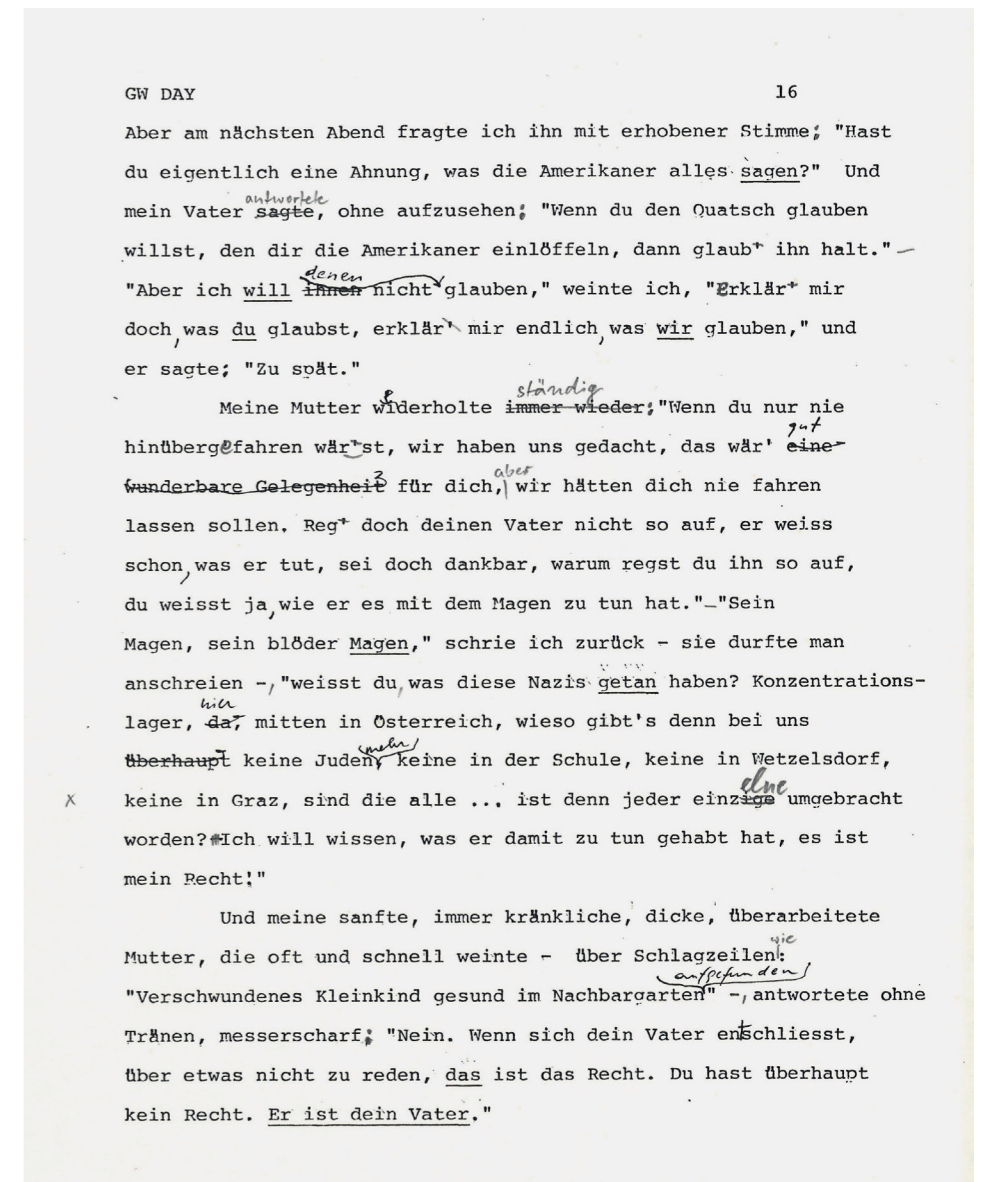 GW DAY 16
Aber am nächsten Abend fragte ich ihn mit erhobener Stimme: "Hast
du eigentlich eine Ahnung, was die Amerikaner alles sagen?" Und
antwortete
mein Vater sagte, ohne aufzusehen: "Wenn du den Quatsch glauben
willst, den dir die Amerikaner einlöffeln, dann glaub' ihn halt." —
denen
"Aber ich will ihnen nicht glauben," weinte ich, "Erklär' mir
doch, was du glaubst, erklär' mir endlich, was wir glauben," und
er sagte: "Zu spät."
ständig
Meine Mutter wiederholte immer wieder: "Wenn du nur nie
gut
hinübergefahren wärst, wir haben uns gedacht, das wär' eine
aber
wunderbare Gelegenheit für dich, wir hätten dich nie fahren
lassen sollen. Reg' doch deinen Vater nicht so auf, er weiss
schon, was er tut, sei doch dankbar, warum regst du ihn so auf,
du weisst ja, wie er es mit dem Magen zu tun hat." – "Sein
Magen, sein blöder Magen," schrie ich zurück – sie durfte man
anschreien –, "weisst du, was diese Nazis getan haben? Konzentrations-
hier
lager, da, mitten in Österreich, wieso gibt's denn bei uns
mehr
überhaupt keine Juden, keine in der Schule, keine in Wetzelsdorf,
elne
x keine in Graz, sind die alle ... ist denn jeder einzige umgebracht
worden? Ich will wissen, was er damit zu tun gehabt hat, es ist
mein Recht!"
Und meine sanfte, immer kränkliche, dicke, überarbeitete
wie
Mutter, die oft und schnell weinte – über Schlagzeilen:
aufgefunden
"Verschwundenes Kleinkind gesund im Nachbargarten" –, antwortete ohne
Tränen, messerscharf: "Nein. Wenn sich dein Vater entschliesst,
über etwas nicht zu reden, das ist das Recht. Du hast überhaupt
kein Recht. Er ist dein Vater."